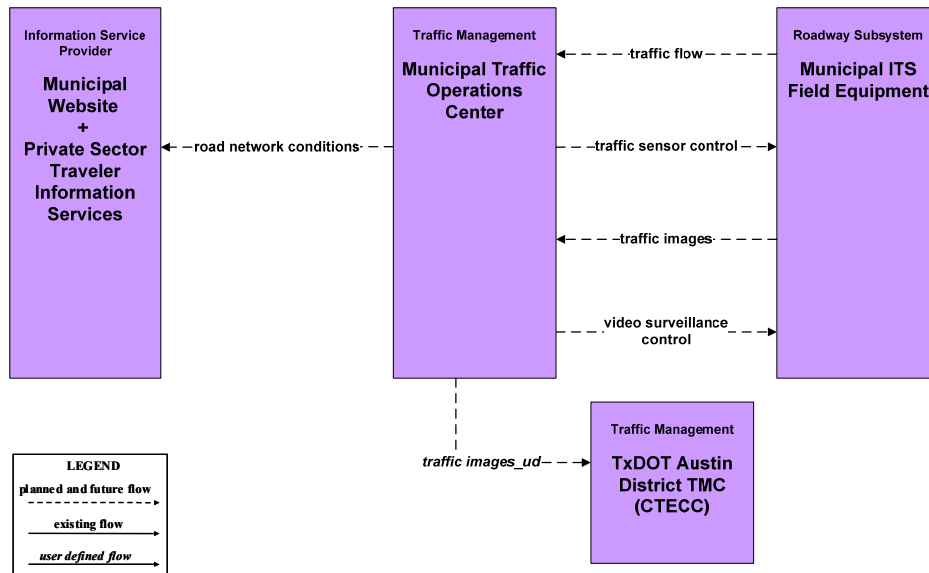 Information Service
Provider
Municipal
Website
+
Private Sector
Traveler
Information
Services
road network conditions
Traffic Management
Municipal Traffic
Operations
Center
traffic flow
traffic sensor control
traffic images
video surveillance
control
Roadway Subsystem
Municipal ITS
Field Equipment
traffic images_ud
Traffic Management
TxDOT Austin
District TMC
(CTECC)
LEGEND
planned and future flow
existing flow
user defined flow